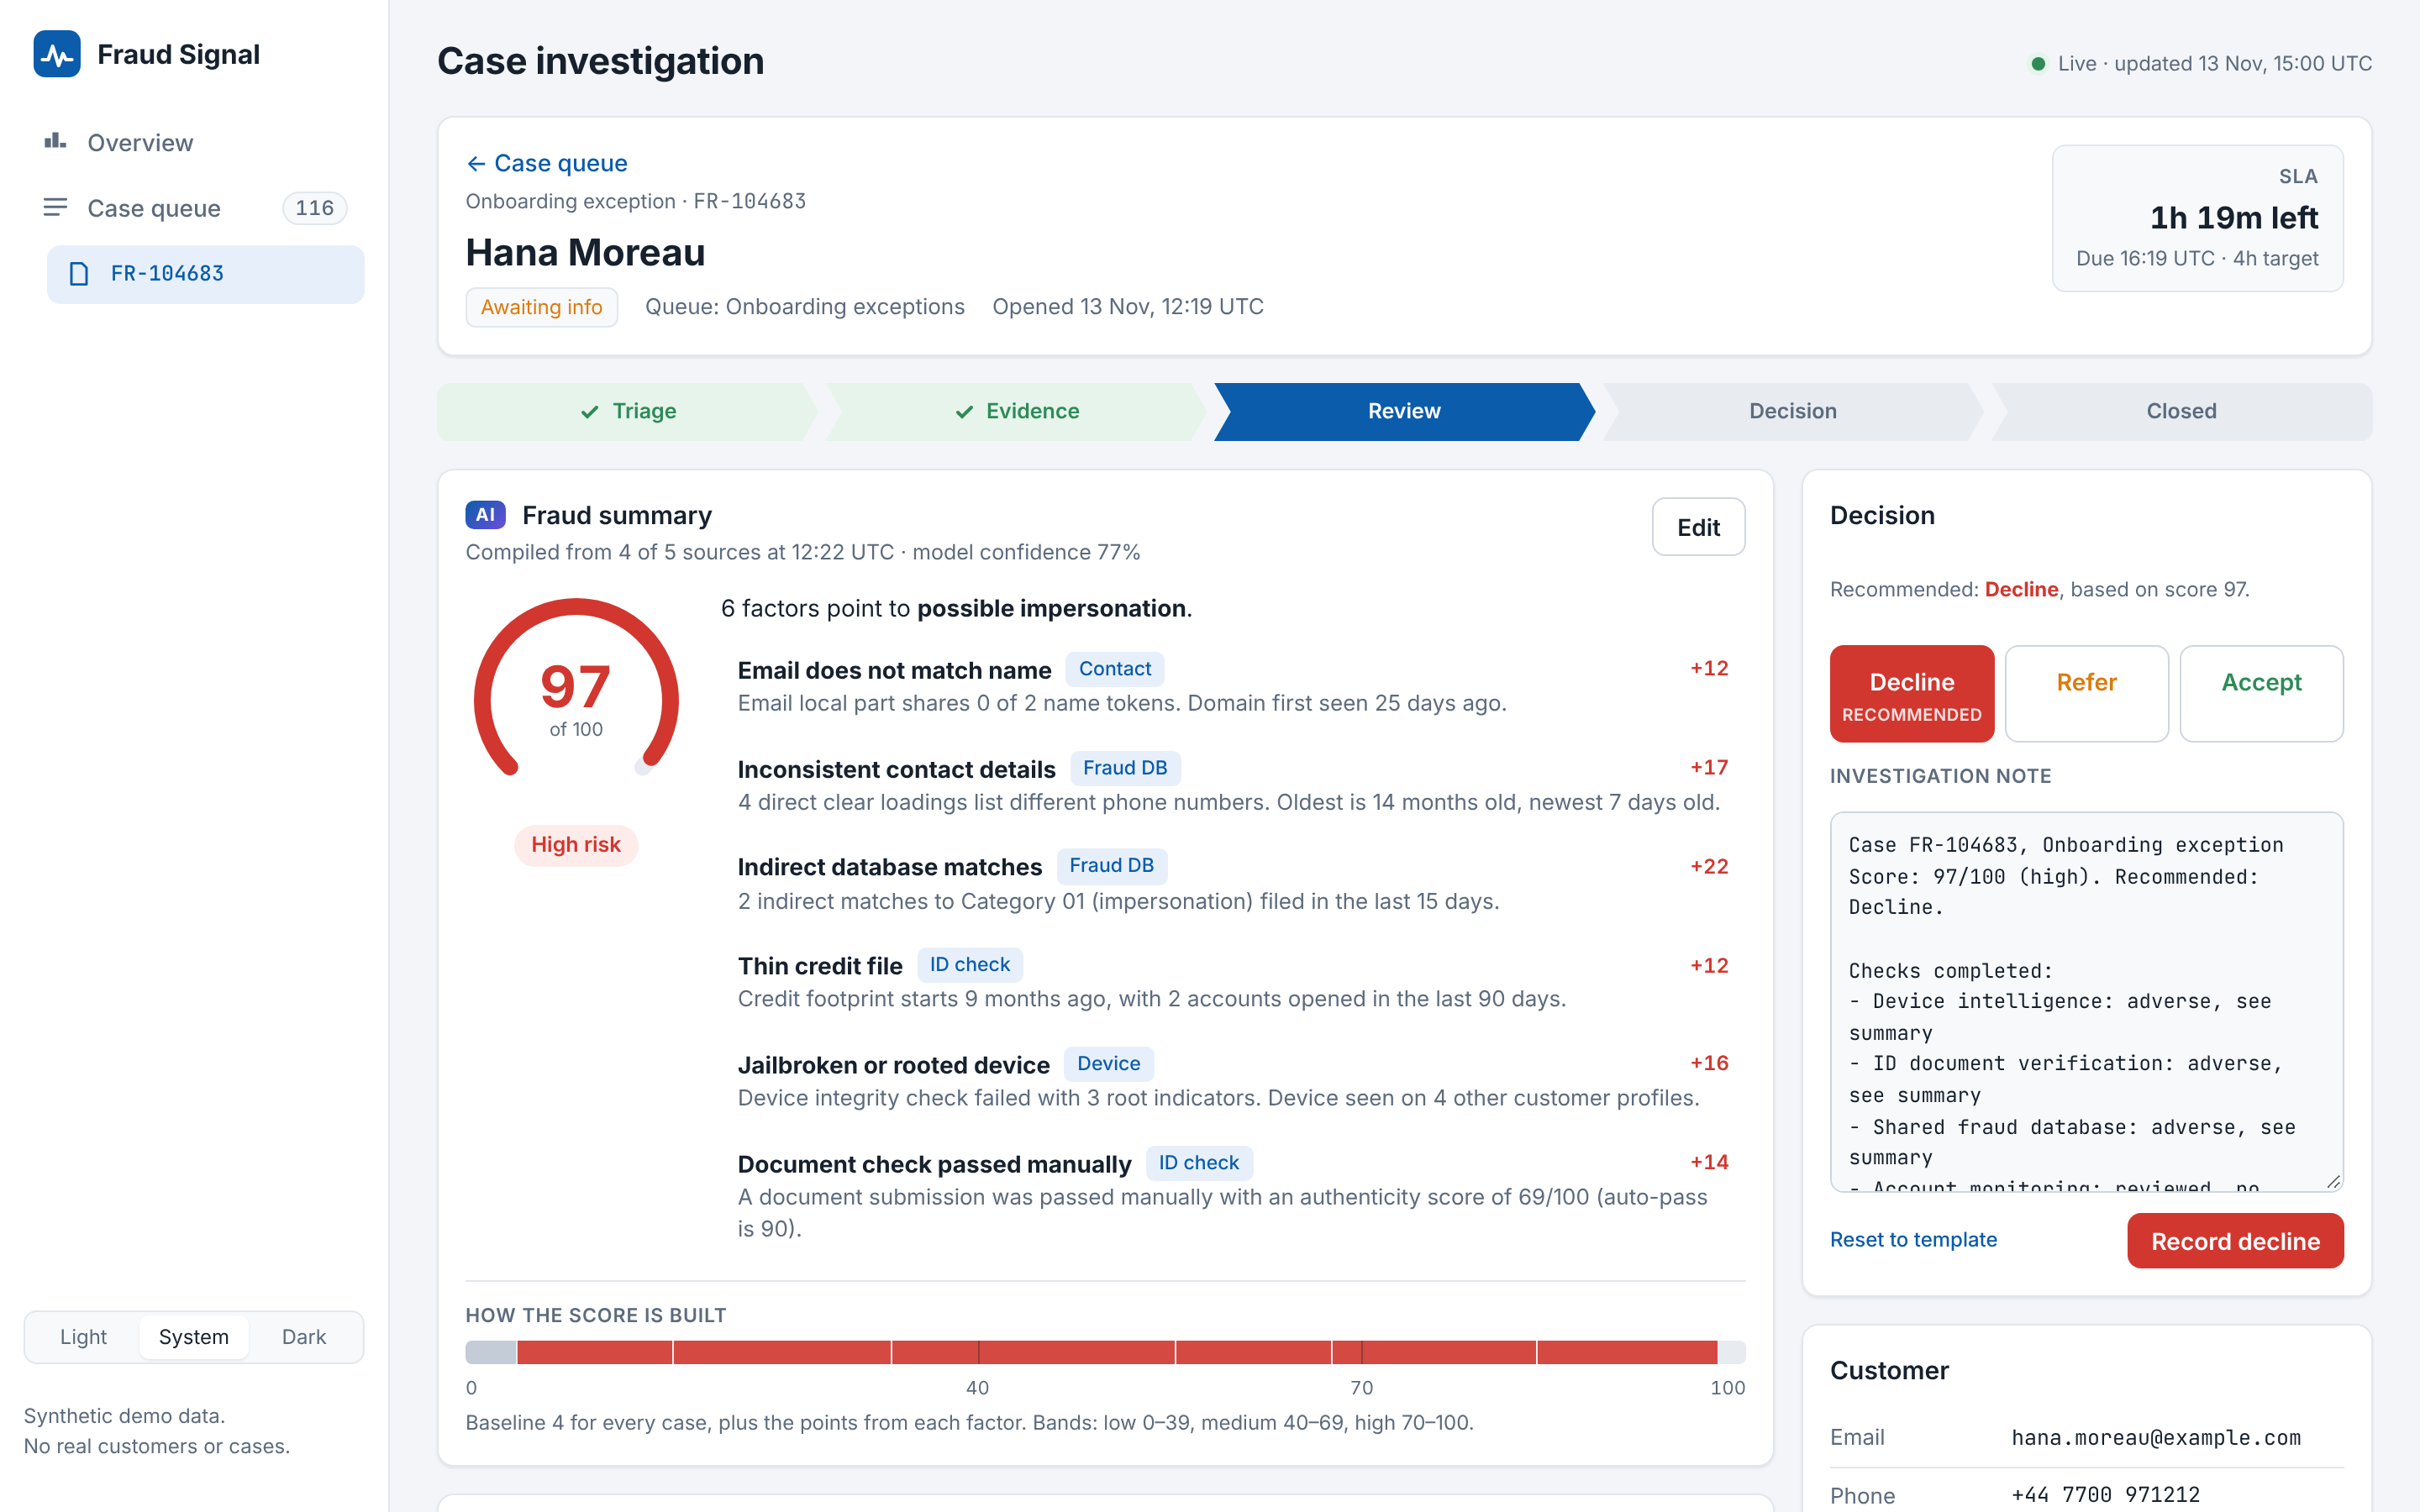 Fraud Signal
Overview
Case queue 116
FR-104683
Light System Dark
Synthetic demo data.
No real customers or cases.
Case investigation
Live · updated 13 Nov, 15:00 UTC
← Case queue
Onboarding exception · FR-104683
Hana Moreau
Awaiting info Queue: Onboarding exceptions Opened 13 Nov, 12:19 UTC
SLA
1h 19m left
Due 16:19 UTC · 4h target
Triage
Evidence
Review
Decision
Closed
AI Fraud summary
Compiled from 4 of 5 sources at 12:22 UTC · model confidence 77%
Edit
97
of 100
High risk
6 factors point to possible impersonation.
Email does not match name Contact +12
Email local part shares 0 of 2 name tokens. Domain first seen 25 days ago.
Inconsistent contact details Fraud DB +17
4 direct clear loadings list different phone numbers. Oldest is 14 months old, newest 7 days old.
Indirect database matches Fraud DB +22
2 indirect matches to Category 01 (impersonation) filed in the last 15 days.
Thin credit file ID check +12
Credit footprint starts 9 months ago, with 2 accounts opened in the last 90 days.
Jailbroken or rooted device Device +16
Device integrity check failed with 3 root indicators. Device seen on 4 other customer profiles.
Document check passed manually ID check +14
A document submission was passed manually with an authenticity score of 69/100 (auto-pass
is 90).
HOW THE SCORE IS BUILT
0 40 70 100
Baseline 4 for every case, plus the points from each factor. Bands: low 0–39, medium 40–69, high 70–100.
Decision
Recommended: Decline, based on score 97.
Decline
RECOMMENDED
Refer
Accept
INVESTIGATION NOTE
Case FR-104683, Onboarding exception
Score: 97/100 (high). Recommended:
Decline.
Checks completed:
- Device intelligence: adverse, see
summary
- ID document verification: adverse,
see summary
- Shared fraud database: adverse, see
summary
- Account monitoring: reviewed, no
Reset to template
Record decline
Customer
Email hana.moreau@example.com
Phone +44 7700 971212